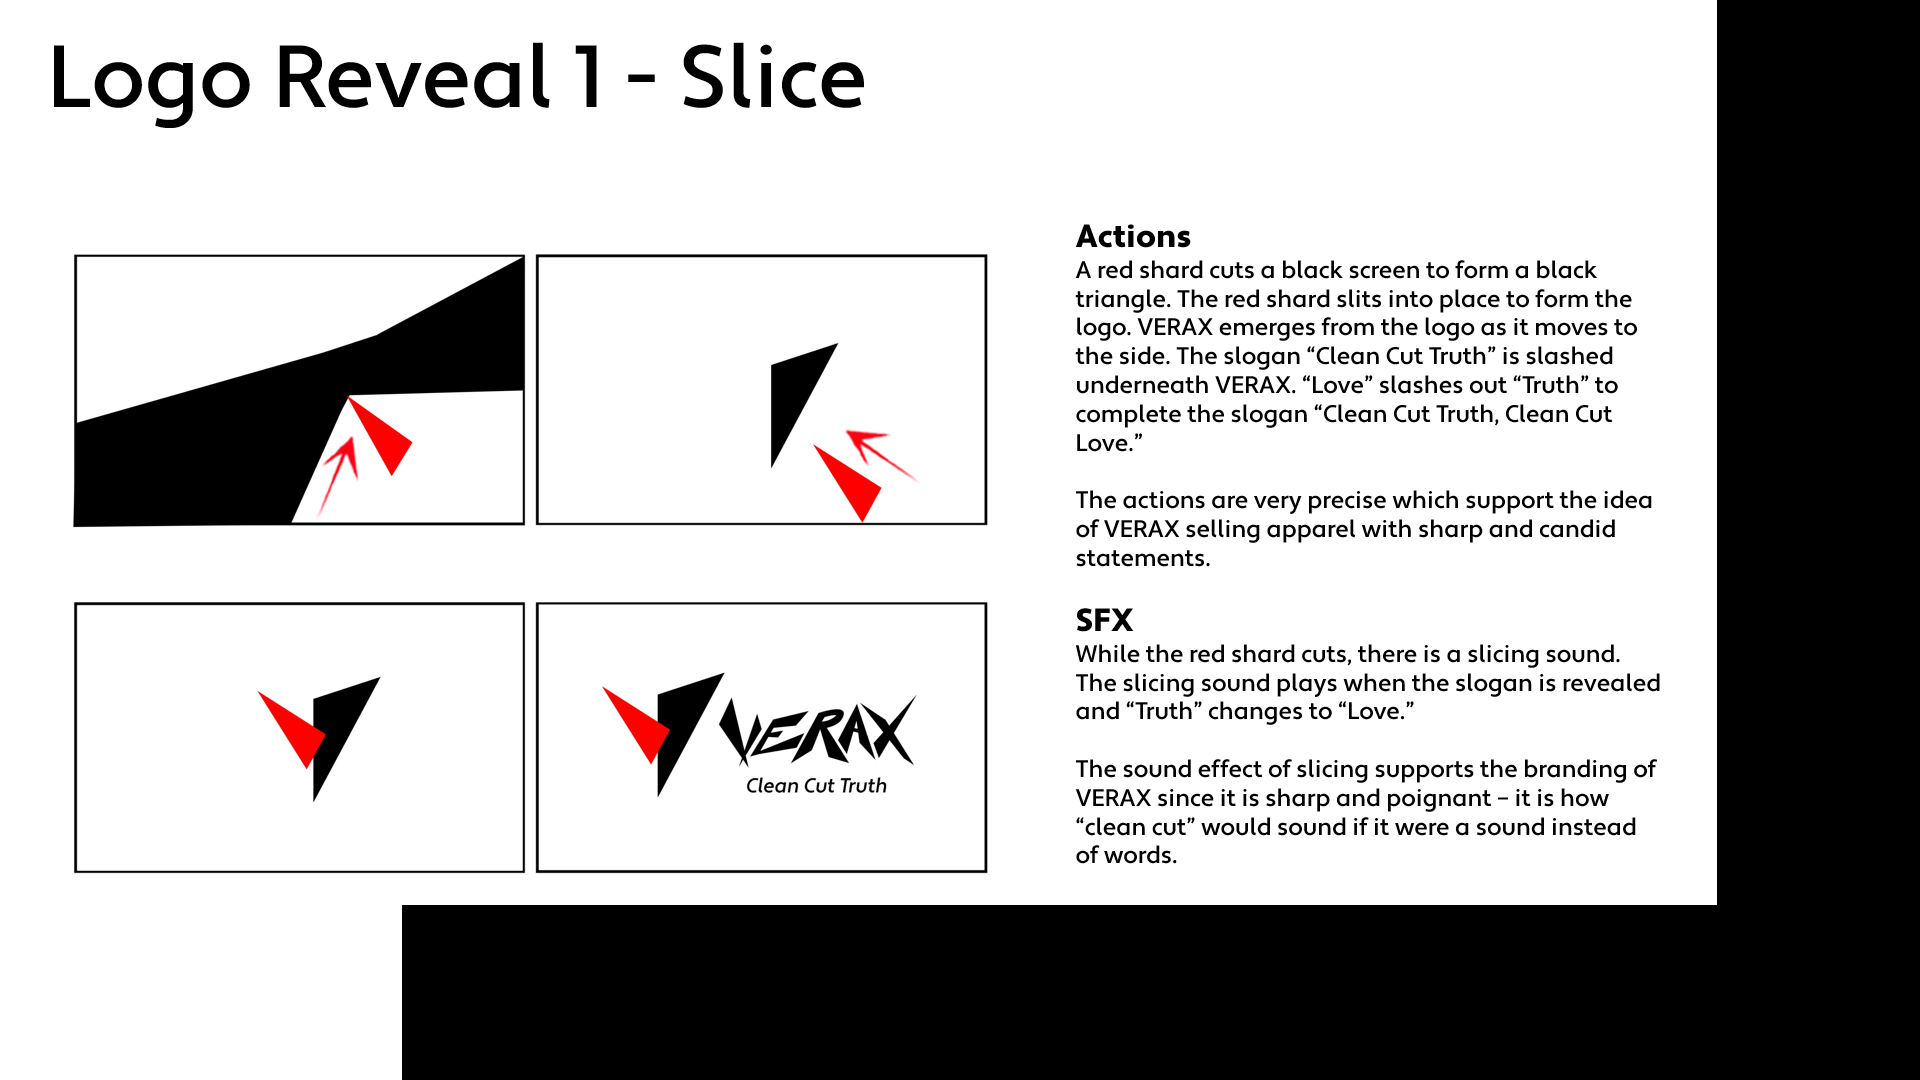 Logo Reveal 1 - Slice
VERAX
Clean Cut Truth
Actions
A red shard cuts a black screen to form a black
triangle. The red shard slits into place to form the
logo. VERAX emerges from the logo as it moves to
the side. The slogan “Clean Cut Truth” is slashed
underneath VERAX. “Love” slashes out “Truth” to
complete the slogan “Clean Cut Truth, Clean Cut
Love.”
The actions are very precise which support the idea
of VERAX selling apparel with sharp and candid
statements.
SFX
While the red shard cuts, there is a slicing sound.
The slicing sound plays when the slogan is revealed
and “Truth” changes to “Love.”
The sound effect of slicing supports the branding of
VERAX since it is sharp and poignant – it is how
“clean cut” would sound if it were a sound instead
of words.